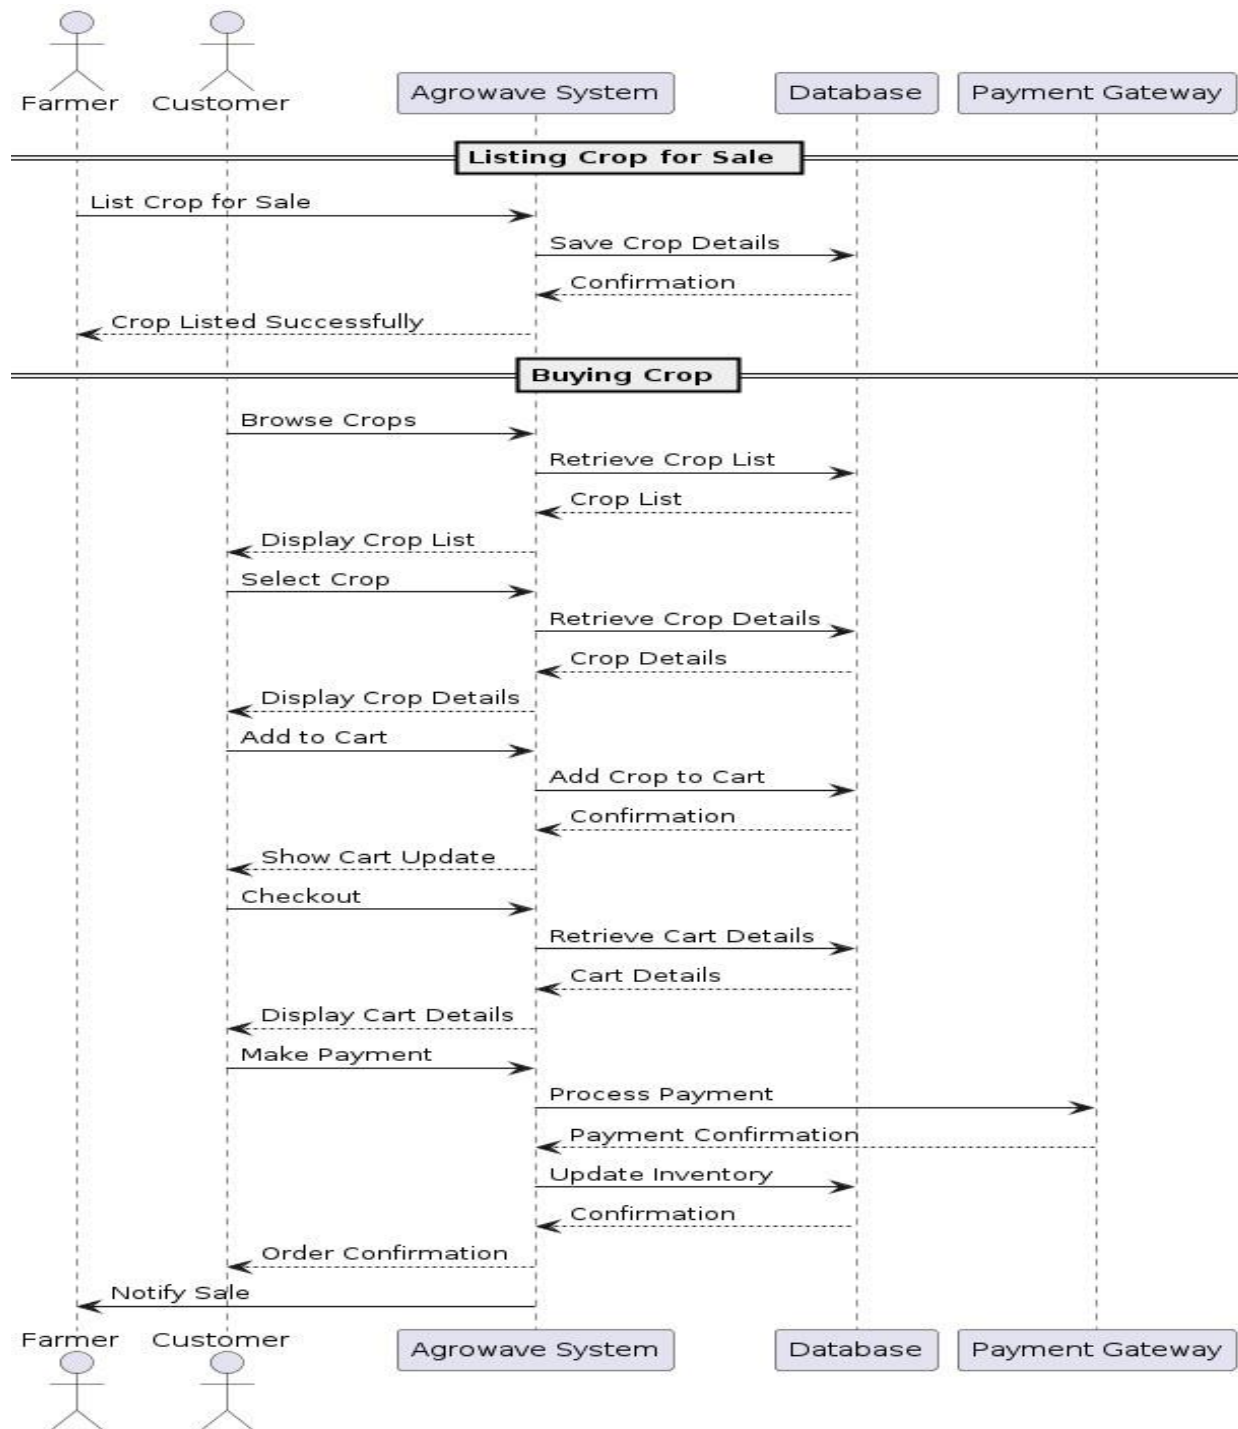 Farmer Customer Agrowave System Database Payment Gateway
Listing Crop for Sale
List Crop for Sale
Save Crop Details
Confirmation
Crop Listed Successfully
Buying Crop
Browse Crops
Retrieve Crop List
Crop List
Display Crop List
Select Crop
Retrieve Crop Details
Crop Details
Display Crop Details
Add to Cart
Add Crop to Cart
Confirmation
Show Cart Update
Checkout
Retrieve Cart Details
Cart Details
Display Cart Details
Make Payment
Process Payment
Payment Confirmation
Update Inventory
Confirmation
Order Confirmation
Notify Sale
Farmer Customer Agrowave System Database Payment Gateway